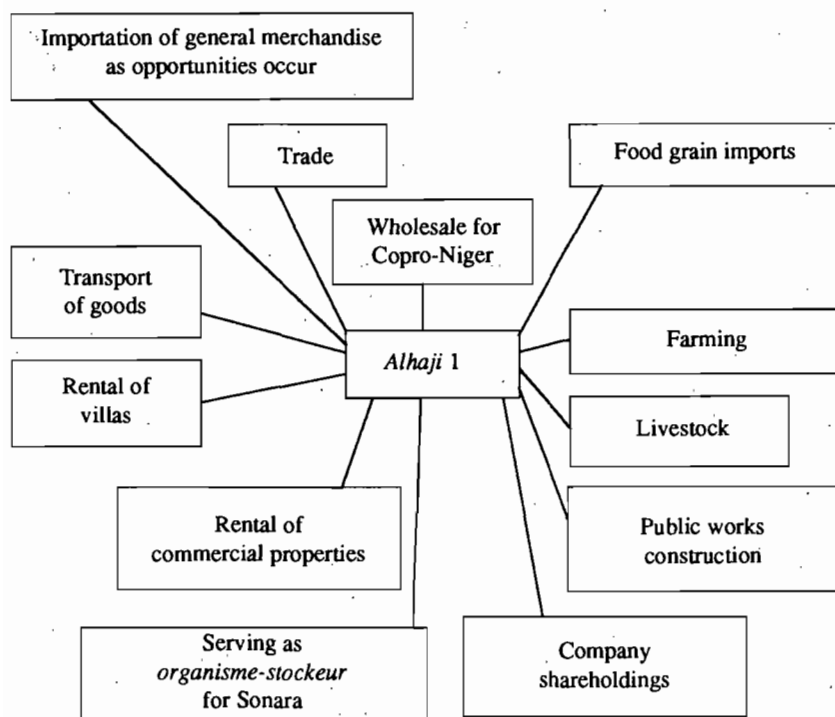 Importation of general merchandise
as opportunities occur
Trade
Food grain imports
Wholesale for
Copro-Niger
Transport
of goods
Alhaji 1
Farming
Rental of
villas
Livestock
Rental of
commercial properties
Public works
construction
Serving as
organisme-stockeur
for Sonara
Company
shareholdings